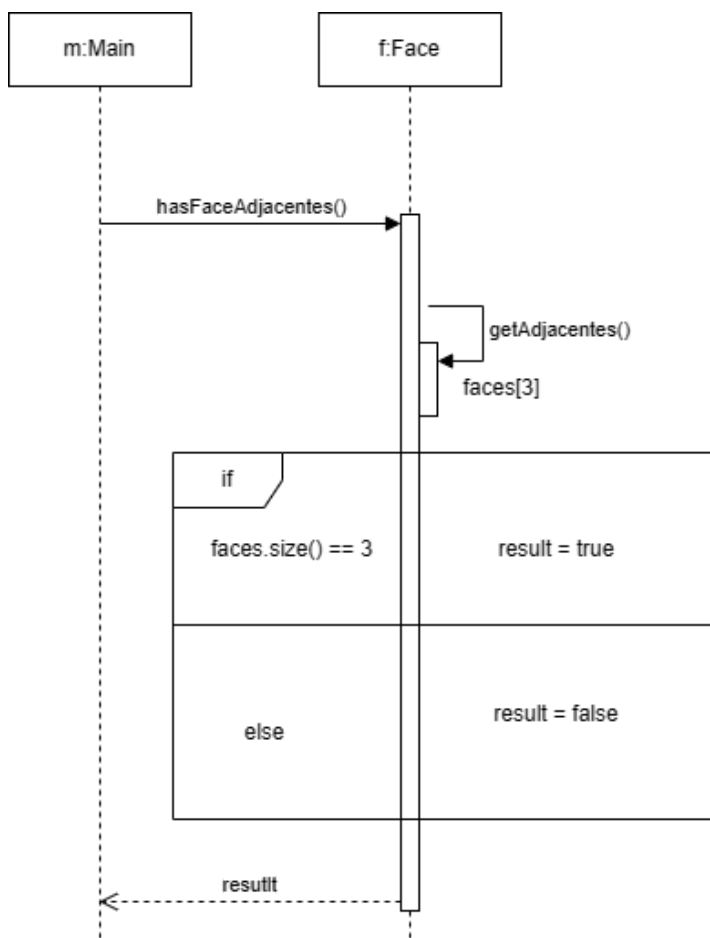 m:Main
f:Face
hasFaceAdjacentes()
getAdjacentes()
faces[3]
if
faces.size() == 3
result = true
else
result = false
resutlt